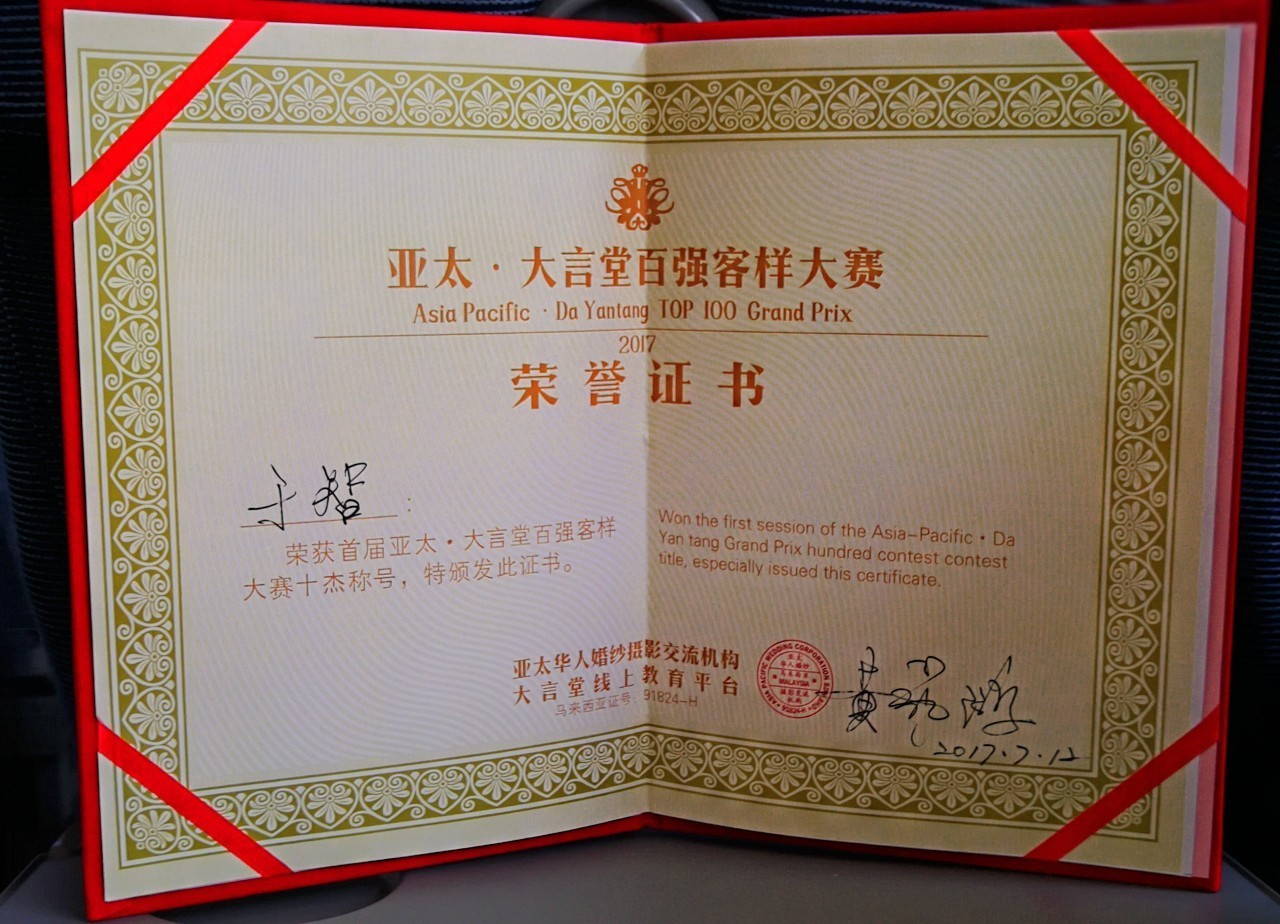 亚太·大言堂百强客样大赛
Asia Pacific · Da Yantang TOP 100 Grand Prix
2017
荣誉证书
于智:
荣获首届亚太·大言堂百强客样
大赛十杰称号，特颁发此证书。
Won the first session of the Asia-Pacific·Da
Yan tang Grand Prix hundred contest contest
title, especially issued this certificate.
亚太华人婚纱摄影交流机构
大言堂线上教育平台
马来西亚证号: 91824-H
MALAYSIA
2017.7.12